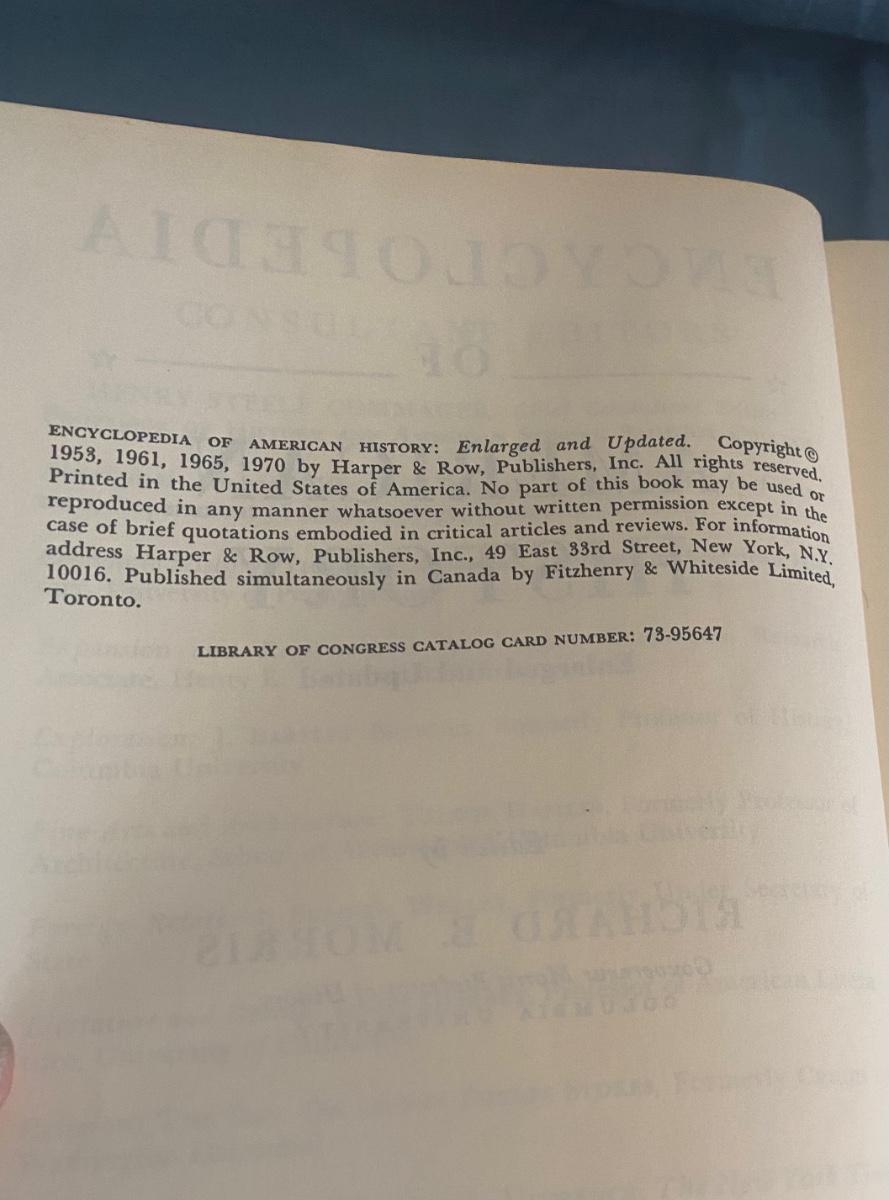 ENCYCLOPEDIA OF AMERICAN HISTORY: Enlarged and Updated. Copyright ©
1953, 1961, 1965, 1970 by Harper & Row, Publishers, Inc. All rights reserved.
Printed in the United States of America. No part of this book may be used or
reproduced in any manner whatsoever without written permission except in the
case of brief quotations embodied in critical articles and reviews. For information
address Harper & Row, Publishers, Inc., 49 East 33rd Street, New York, N.Y.
10016. Published simultaneously in Canada by Fitzhenry & Whiteside Limited,
Toronto.
LIBRARY OF CONGRESS CATALOG CARD NUMBER: 73-95647